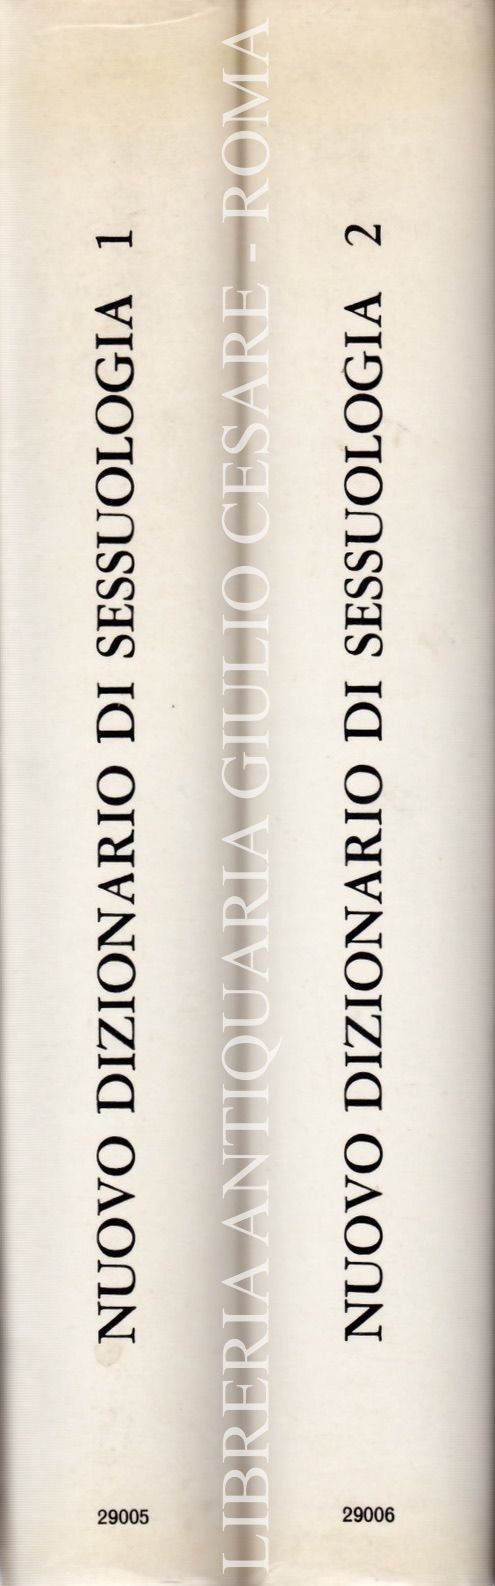 NUOVO DIZIONARIO DI SESSUOLOGIA 1
29005
LIBRERIA ANTIQUARIA GIULIO CESARE - ROMA
NUOVO DIZIONARIO DI SESSUOLOGIA 2
29006